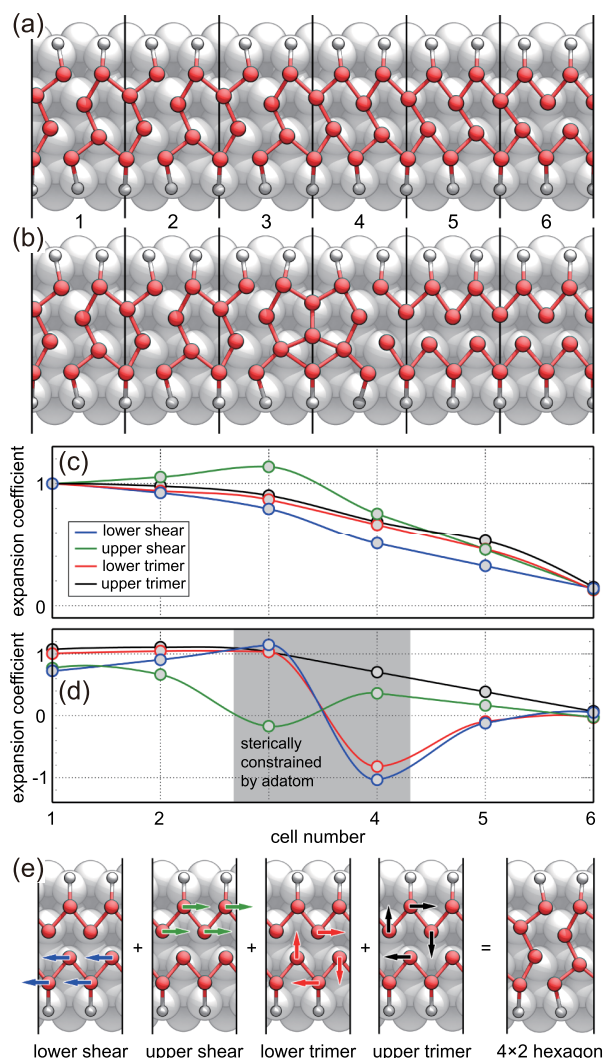 (a)
1 2 3 4 5 6
(b)
(c)
expansion coefficient
1
0
lower shear
upper shear
lower trimer
upper trimer
(d)
expansion coefficient
1
0
-1
sterically
constrained
by adatom
1 2 3 4 5 6
cell number
(e)
+ + + =
lower shear upper shear lower trimer upper trimer 4×2 hexagon